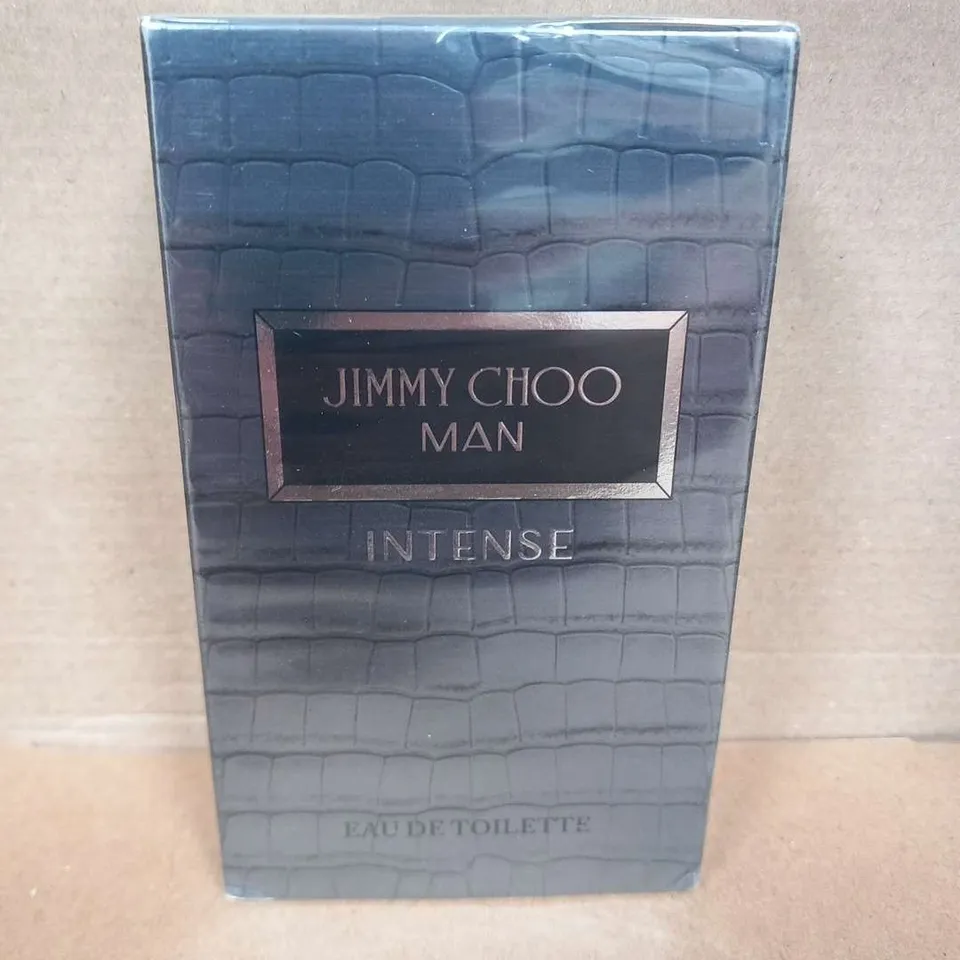 JIMMY CHOO
MAN
INTENSE
EAU DE TOILETTE